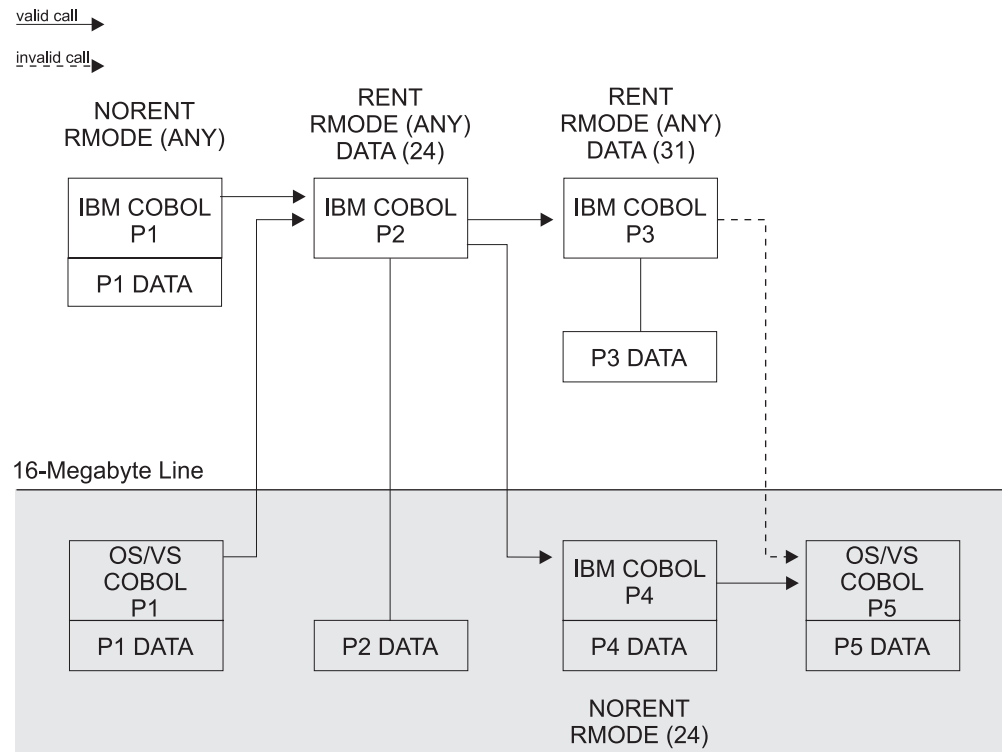 valid call
invalid call
NORENT
RMODE (ANY)
RENT
RMODE (ANY)
DATA (24)
RENT
RMODE (ANY)
DATA (31)
IBM COBOL
P1
P1 DATA
IBM COBOL
P2
IBM COBOL
P3
P3 DATA
16-Megabyte Line
OS/VS
COBOL
P1
P1 DATA
P2 DATA
IBM COBOL
P4
P4 DATA
OS/VS
COBOL
P5
P5 DATA
NORENT
RMODE (24)